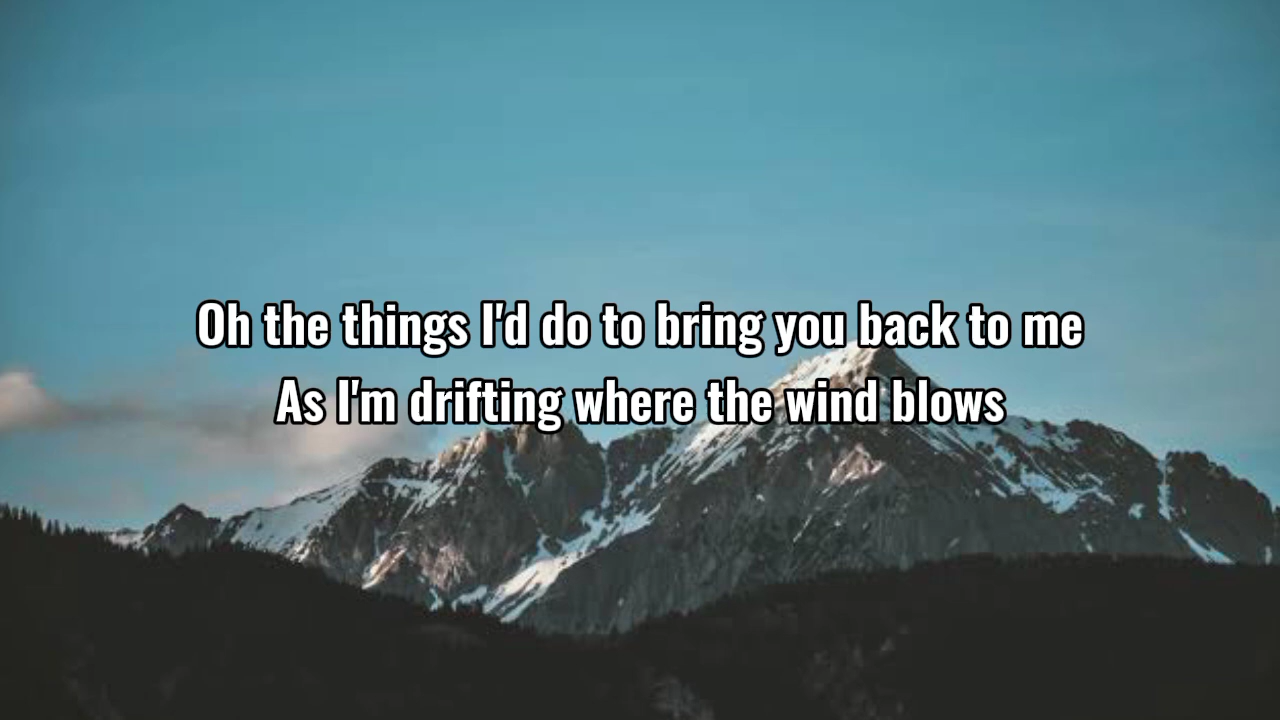 Oh the things I'd do to bring you back to me
As I'm drifting where the wind blows